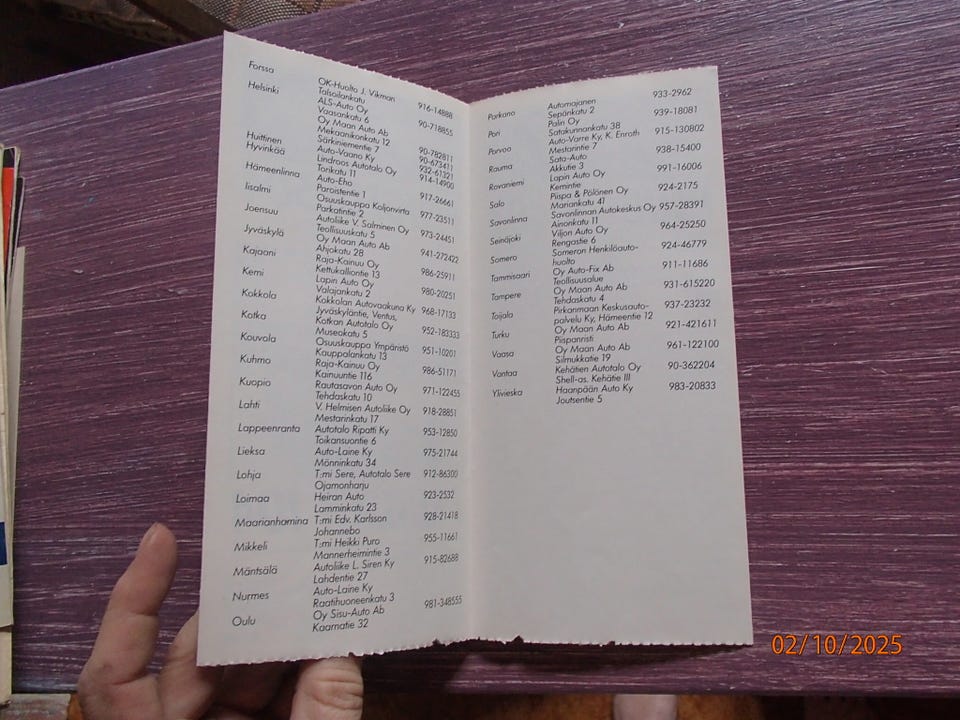 Forssa OK-Huolto J. Vikman 916-14888
Talsoilankatu
Helsinki ALS-Auto Oy 90-718855
Vaasankatu 6
Oy Maan Auto Ab
Mekaanikonkatu 12 90-782811
Särkiniementie 7 90-673411
Huittinen Auto-Vaano Ky 932-61321
Hyvinkää Lindroos Autotalo Oy 914-14900
Torikatu 11
Hämeenlinna Auto-Eho 917-26661
Paroistentie 1
Iisalmi Osuuskauppa Koljonvirta 977-23511
Parkatintie 2
Joensuu Autoliike V. Salminen Oy 973-24451
Teollisuuskatu 5
Jyväskylä Oy Maan Auto Ab 941-272422
Ahjokatu 28
Kajaani Raja-Kainuu Oy 986-25911
Kettukalliontie 13
Kemi Lapin Auto Oy 980-20251
Valajankatu 2
Kokkola Kokkolan Autovaakuna Ky 968-17133
Jyväskyläntie, Ventus,
Kotka Kotkan Autotalo Oy 952-183333
Museokatu 5
Kouvola Osuuskauppa Ympäristö 951-10201
Kauppalankatu 13
Kuhmo Raja-Kainuu Oy 986-51171
Kainuuntie 116
Kuopio Rautasavon Auto Oy 971-122455
Tehdaskatu 10
Lahti V. Helmisen Autoliike Oy 918-28851
Mestarinkatu 17
Lappeenranta Autotalo Ripatti Ky 953-12850
Toikansuontie 6
Lieksa Auto-Laine Ky 975-21744
Mönninkatu 34
Lohja T:mi Sere, Autotalo Sere 912-86300
Ojamonharju
Loimaa Heiran Auto 923-2532
Lamminkatu 23
Maarianhamina T:mi Edv. Karlsson 928-21418
Johannebo
Mikkeli T:mi Heikki Puro 955-11661
Mannerheimintie 3
Mäntsälä Autoliike L. Siren Ky 915-82688
Lahdentie 27
Nurmes Auto-Laine Ky
Raatihuoneenkatu 3
Oulu Oy Sisu-Auto Ab 981-348555
Kaarnatie 32
Parkano Automajanen 933-2962
Sepänkatu 2
Pori Palin Oy 939-18081
Satakunnankatu 38
Porvoo Auto-Varre Ky, K. Enroth 915-130802
Mestarintie 7
Rauma Sata-Auto 938-15400
Akkutie 3
Rovaniemi Lapin Auto Oy 991-16006
Kemintie
Salo Piispa & Pölönen Oy 924-2175
Mariankatu 41
Savonlinna Savonlinnan Autokeskus Oy 957-28391
Ainonkatu 11
Seinäjoki Viljon Auto Oy 964-25250
Rengastie 6
Somero Someron Henkilöauto- 924-46779
huolto
Tammisaari Oy Auto-Fix Ab 911-11686
Teollisuusalue
Tampere Oy Maan Auto Ab 931-615220
Tehdaskatu 4
Toijala Pirkanmaan Keskusauto- 937-23232
palvelu Ky, Hämeentie 12
Turku Oy Maan Auto Ab 921-421611
Piispanristi
Vaasa Oy Maan Auto Ab 961-122100
Silmukkatie 19
Vantaa Kehätien Autotalo Oy 90-362204
Shell-as. Kehätie III
Ylivieska Haanpään Auto Ky 983-20833
Joutsentie 5
02/10/2025